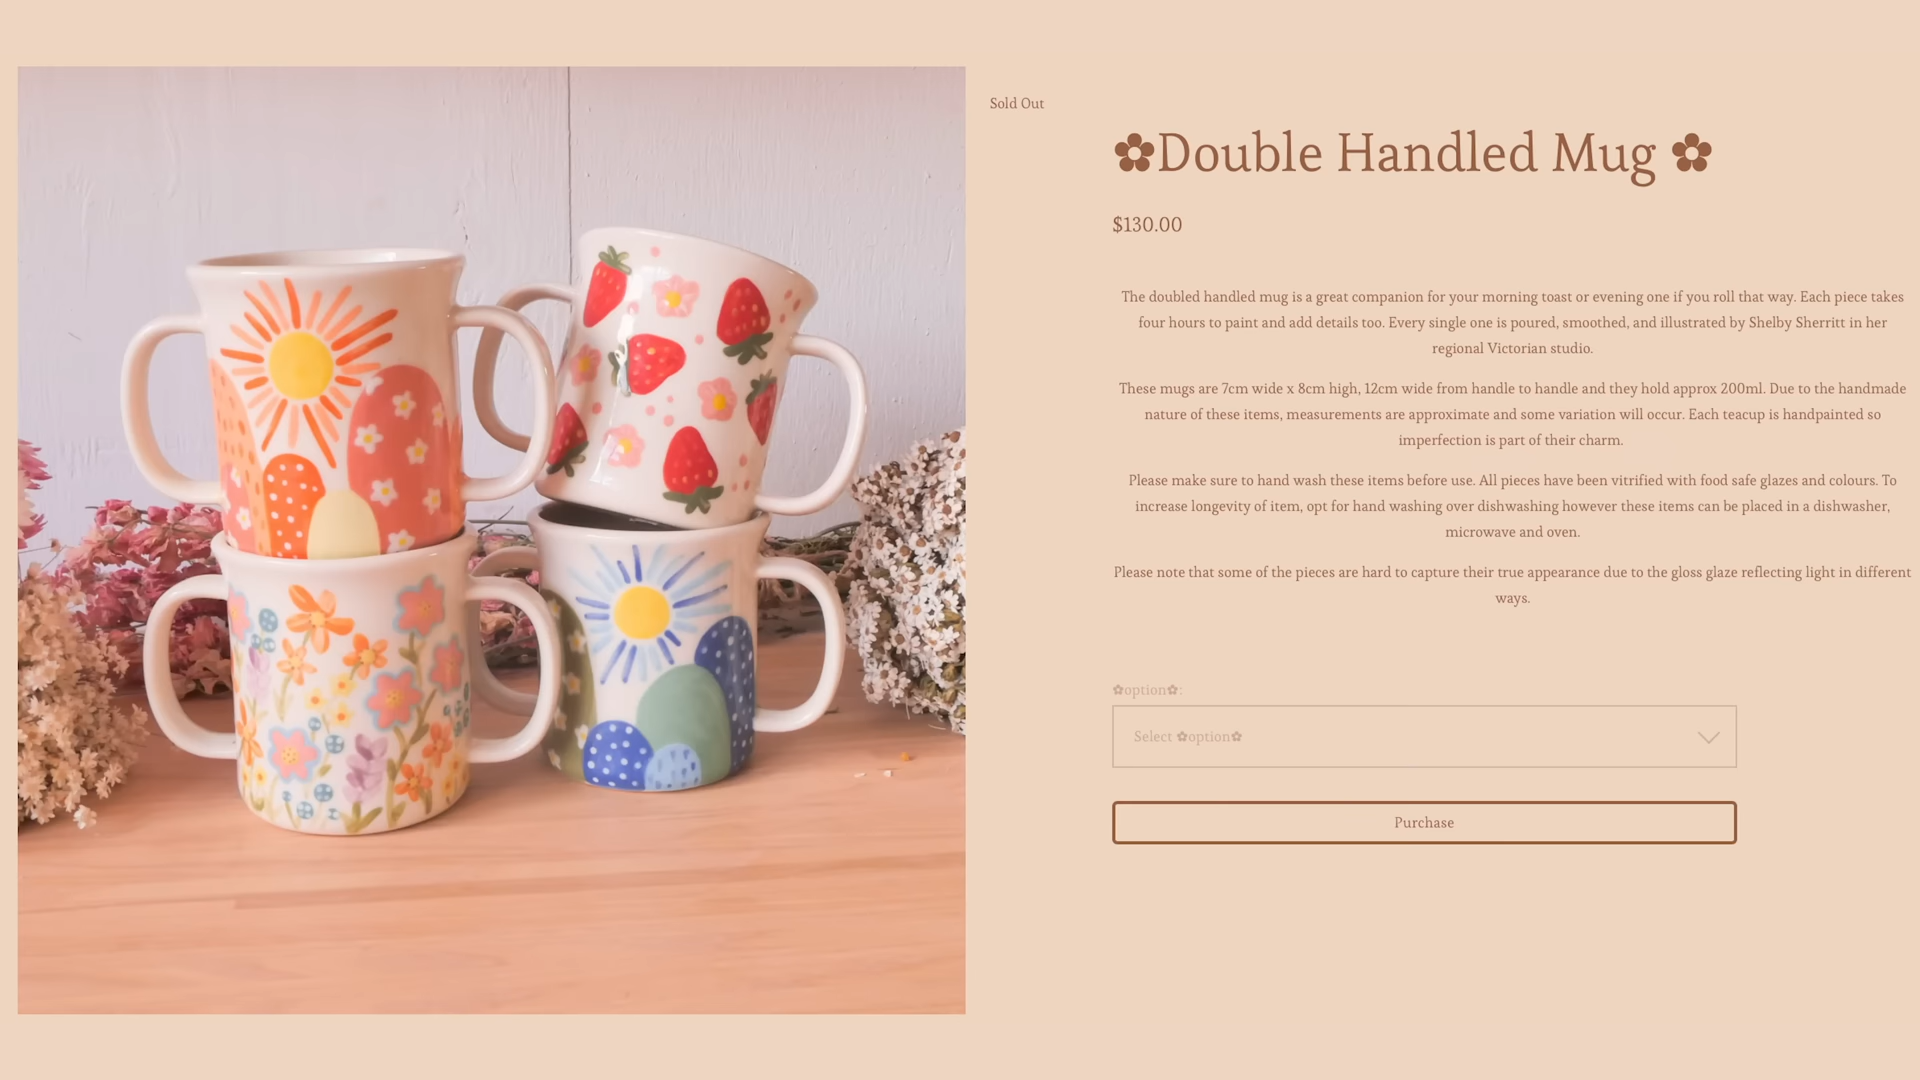 Sold Out
✿Double Handled Mug ✿
$130.00
The doubled handled mug is a great companion for your morning toast or evening one if you roll that way. Each piece takes
four hours to paint and add details too. Every single one is poured, smoothed, and illustrated by Shelby Sherritt in her
regional Victorian studio.
These mugs are 7cm wide x 8cm high, 12cm wide from handle to handle and they hold approx 200ml. Due to the handmade
nature of these items, measurements are approximate and some variation will occur. Each teacup is handpainted so
imperfection is part of their charm.
Please make sure to hand wash these items before use. All pieces have been vitrified with food safe glazes and colours. To
increase longevity of item, opt for hand washing over dishwashing however these items can be placed in a dishwasher,
microwave and oven.
Please note that some of the pieces are hard to capture their true appearance due to the gloss glaze reflecting light in different
ways.
✿option✿:
Select ✿option✿
Purchase